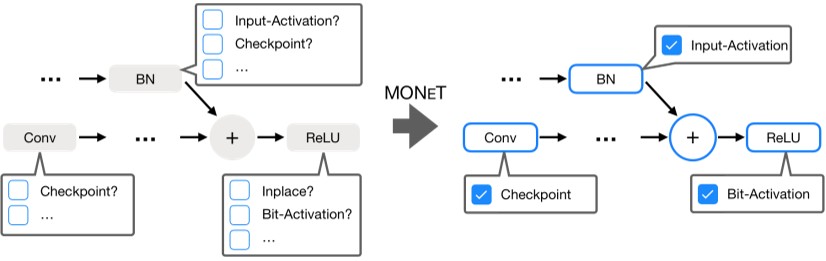 Input-Activation?
Checkpoint?
...
... BN
Conv ... + ReLU
Checkpoint?
...
Inplace?
Bit-Activation?
...
MONET
Input-Activation
... BN
Conv ... + ReLU
Checkpoint
Bit-Activation